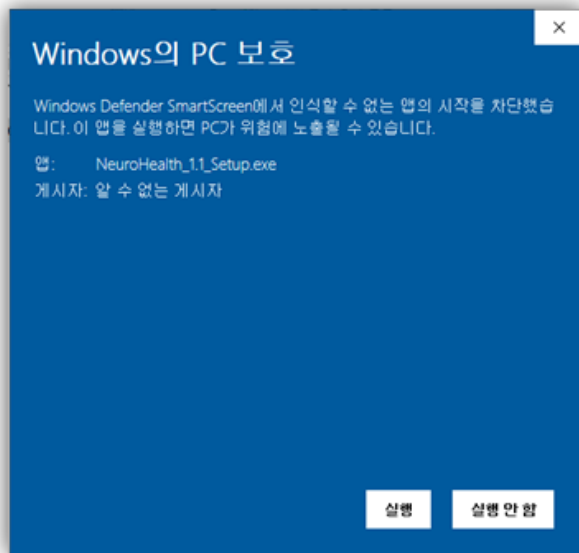 Windows의 PC 보호
Windows Defender SmartScreen에서 인식할 수 없는 앱의 시작을 차단했습
니다. 이 앱을 실행하면 PC가 위험에 노출될 수 있습니다.
앱: NeuroHealth_1.1_Setup.exe
게시자: 알 수 없는 게시자
실행 실행 안 함